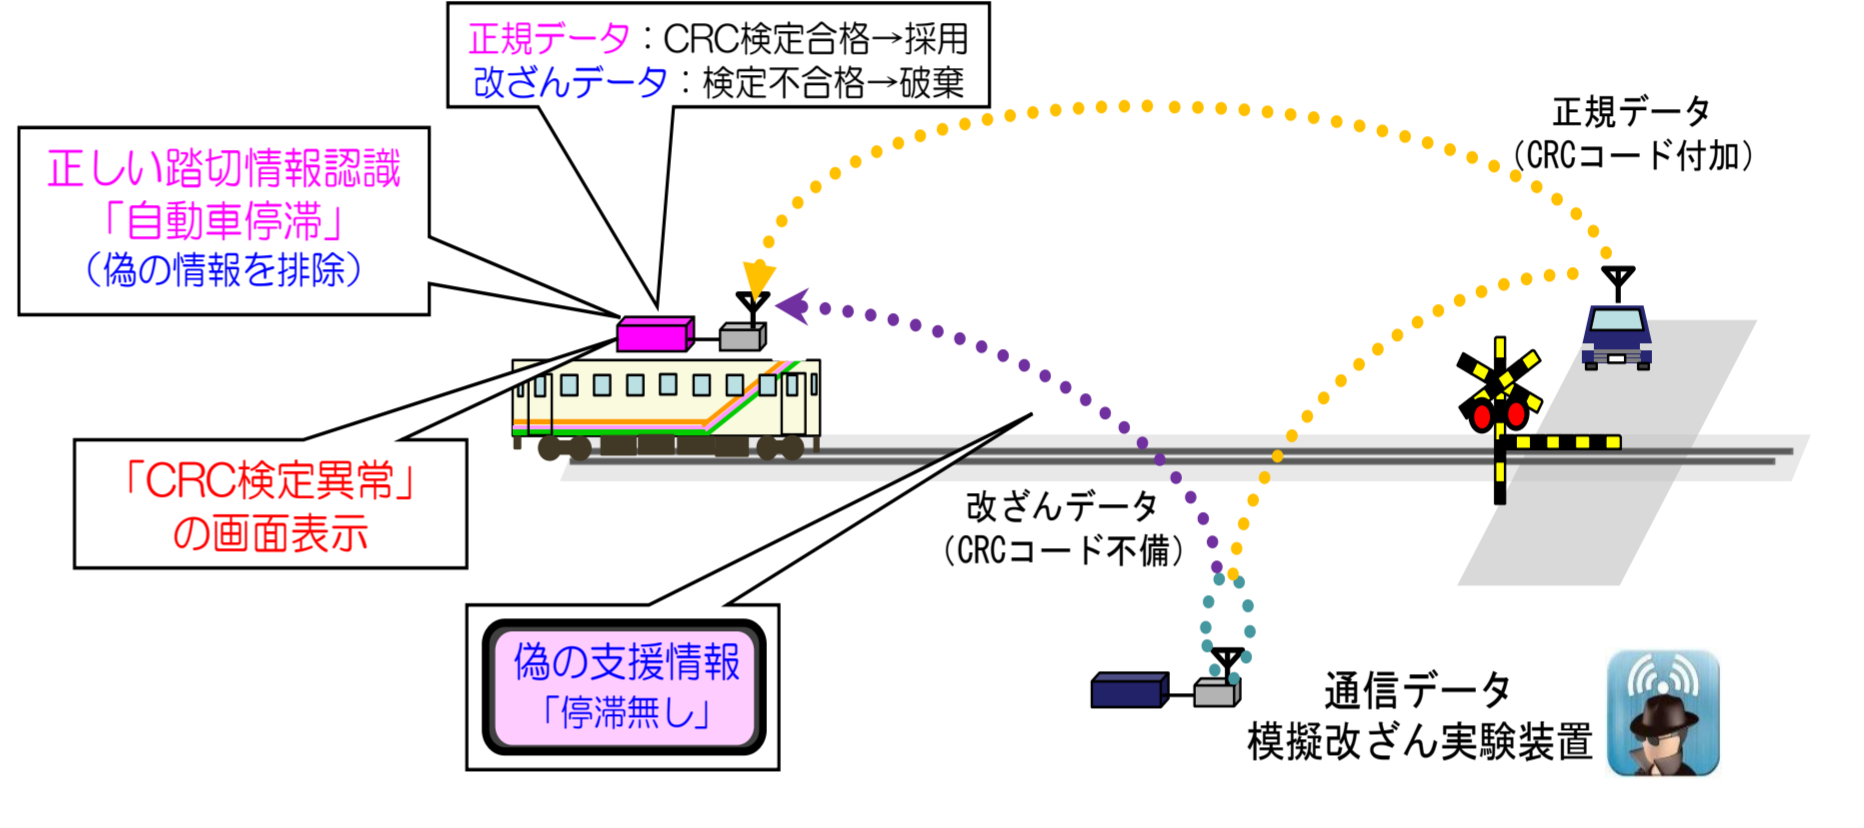 正規データ：CRC検定合格→採用
改ざんデータ：検定不合格→破棄
正規データ
（CRCコード付加）
正しい踏切情報認識
「自動車停滞」
（偽の情報を排除）
「CRC検定異常」
の画面表示
改ざんデータ
（CRCコード不備）
偽の支援情報
「停滞無し」
通信データ
模擬改ざん実験装置